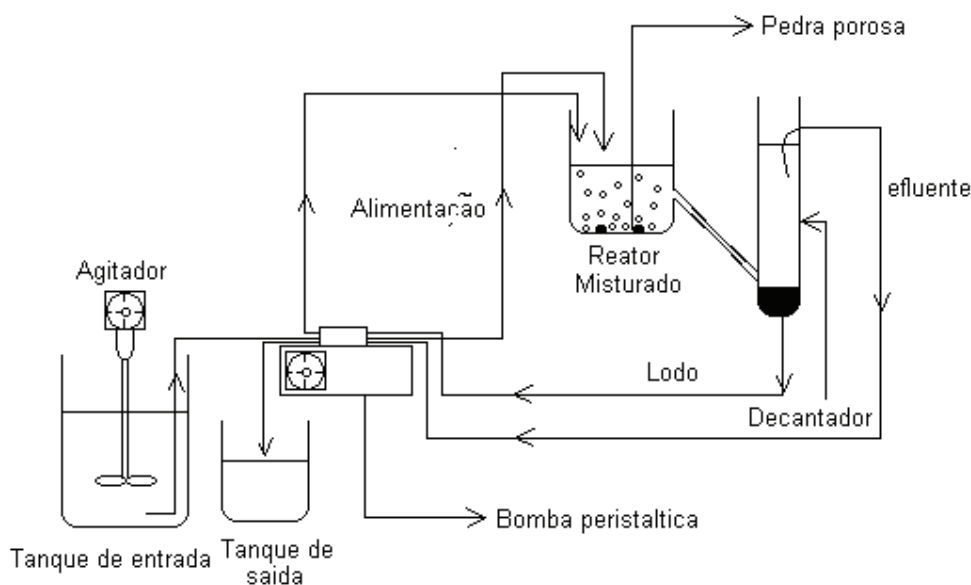 Pedra porosa
efluente
Alimentação
Reator
Misturado
Agitador
Lodo
Decantador
Bomba peristaltica
Tanque de entrada
Tanque de
saida